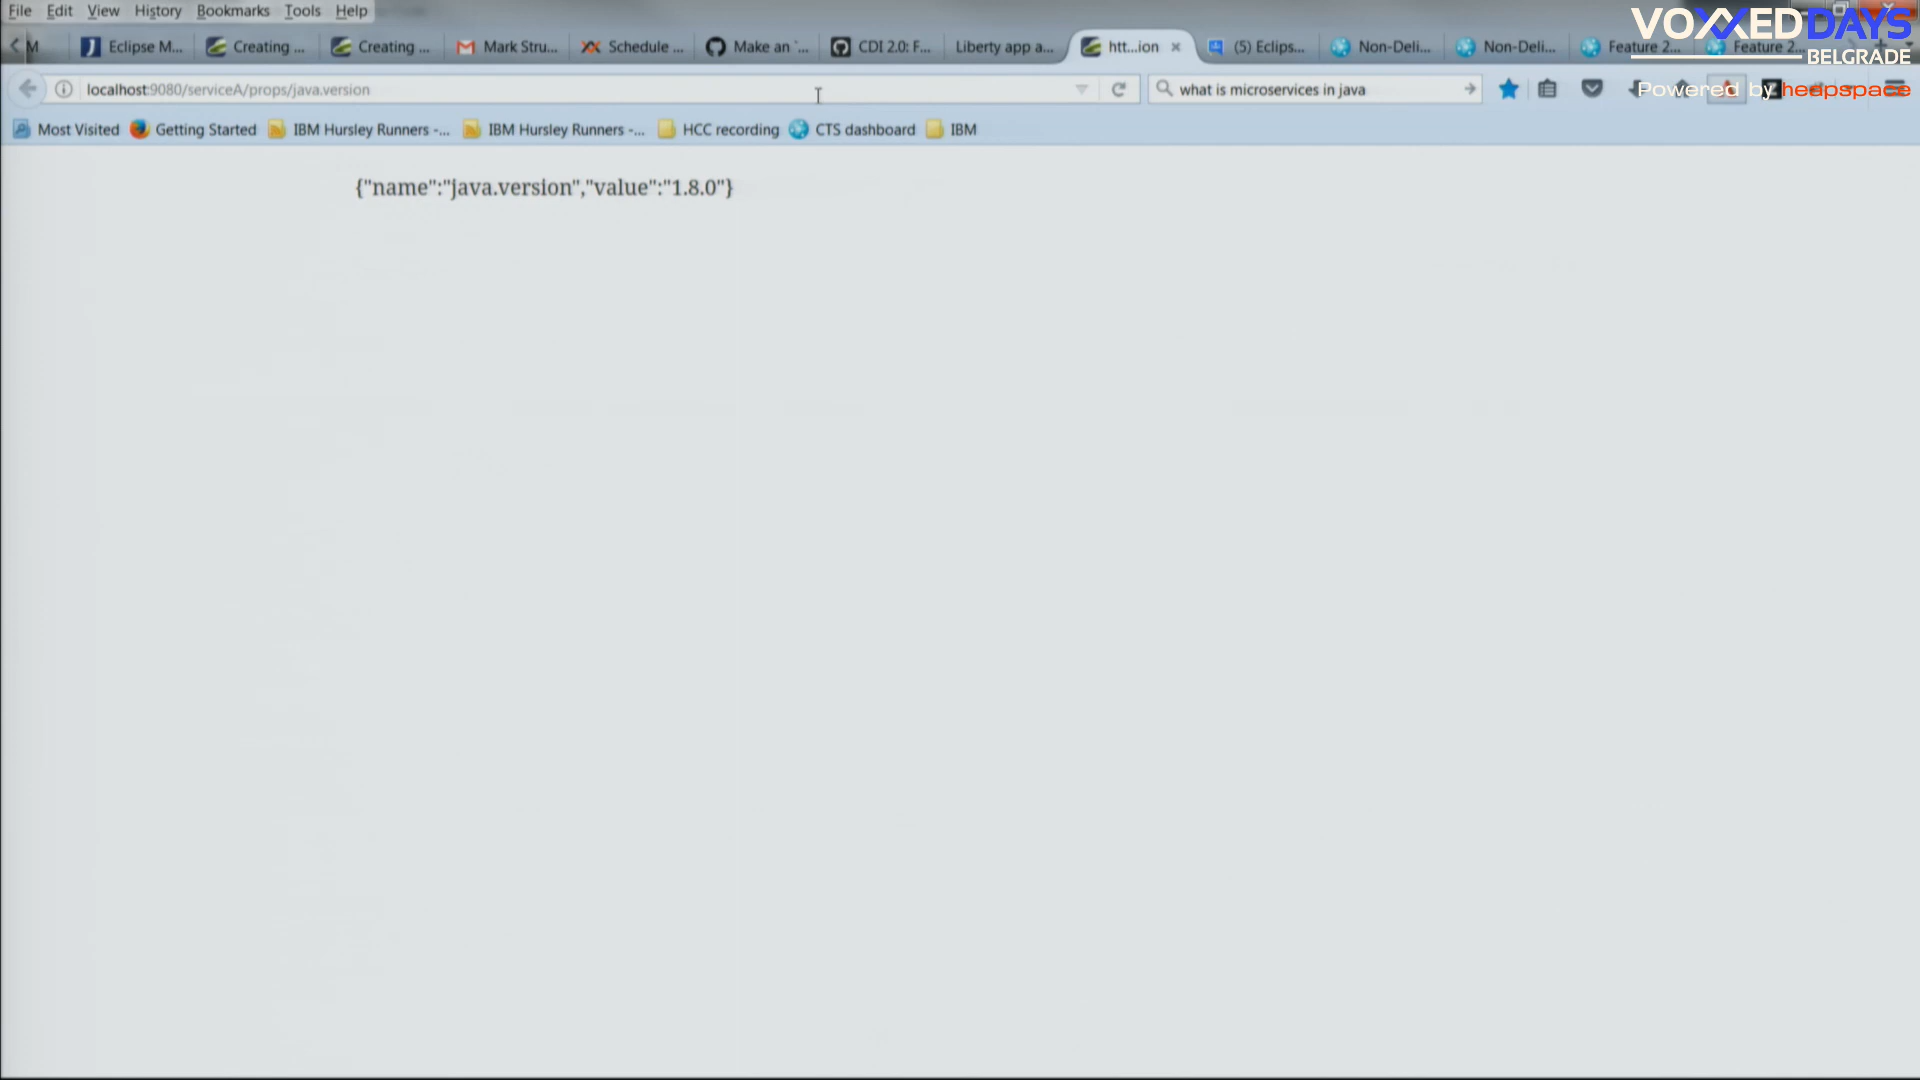 File Edit View History Bookmarks Tools Help
M Eclipse M... Creating ... Creating ... Mark Stru... Schedule ... Make an `... CDI 2.0: F... Liberty app a... htt...ion (5) Eclips... Non-Deli... Non-Deli... Feature 2... Feature 2...
VOXXED DAYS
BELGRADE
localhost:9080/serviceA/props/java.version what is microservices in java
Powered by heapspace
Most Visited Getting Started IBM Hursley Runners -... IBM Hursley Runners -... HCC recording CTS dashboard IBM
{"name":"java.version","value":"1.8.0"}